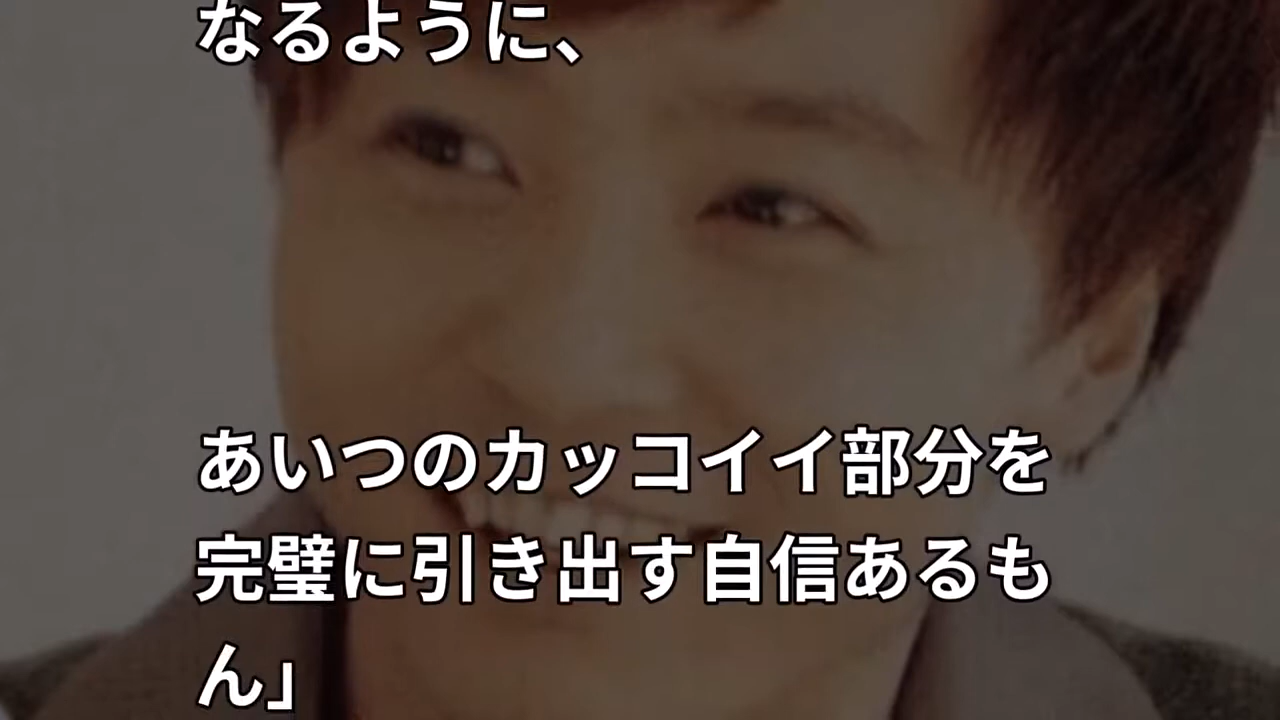 なるように、
あいつのカッコイイ部分を
完璧に引き出す自信あるも
ん」